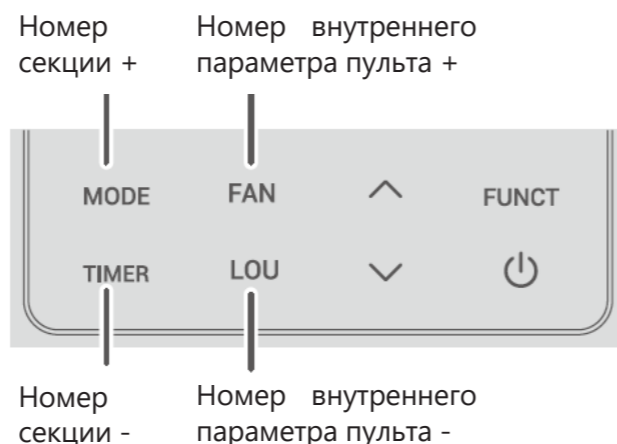 Номер
секции +
Номер внутреннего
параметра пульта +
MODE FAN FUNCT
TIMER LOU
Номер
секции -
Номер внутреннего
параметра пульта -